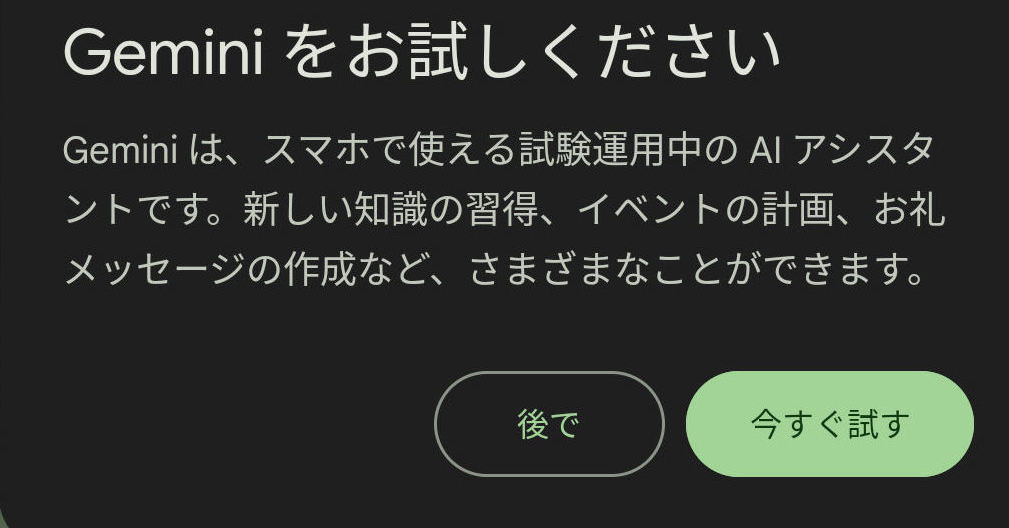 Gemini をお試しください
Gemini は、スマホで使える試験運用中の AI アシスタ
ントです。新しい知識の習得、イベントの計画、お礼
メッセージの作成など、さまざまなことができます。
後で
今すぐ試す